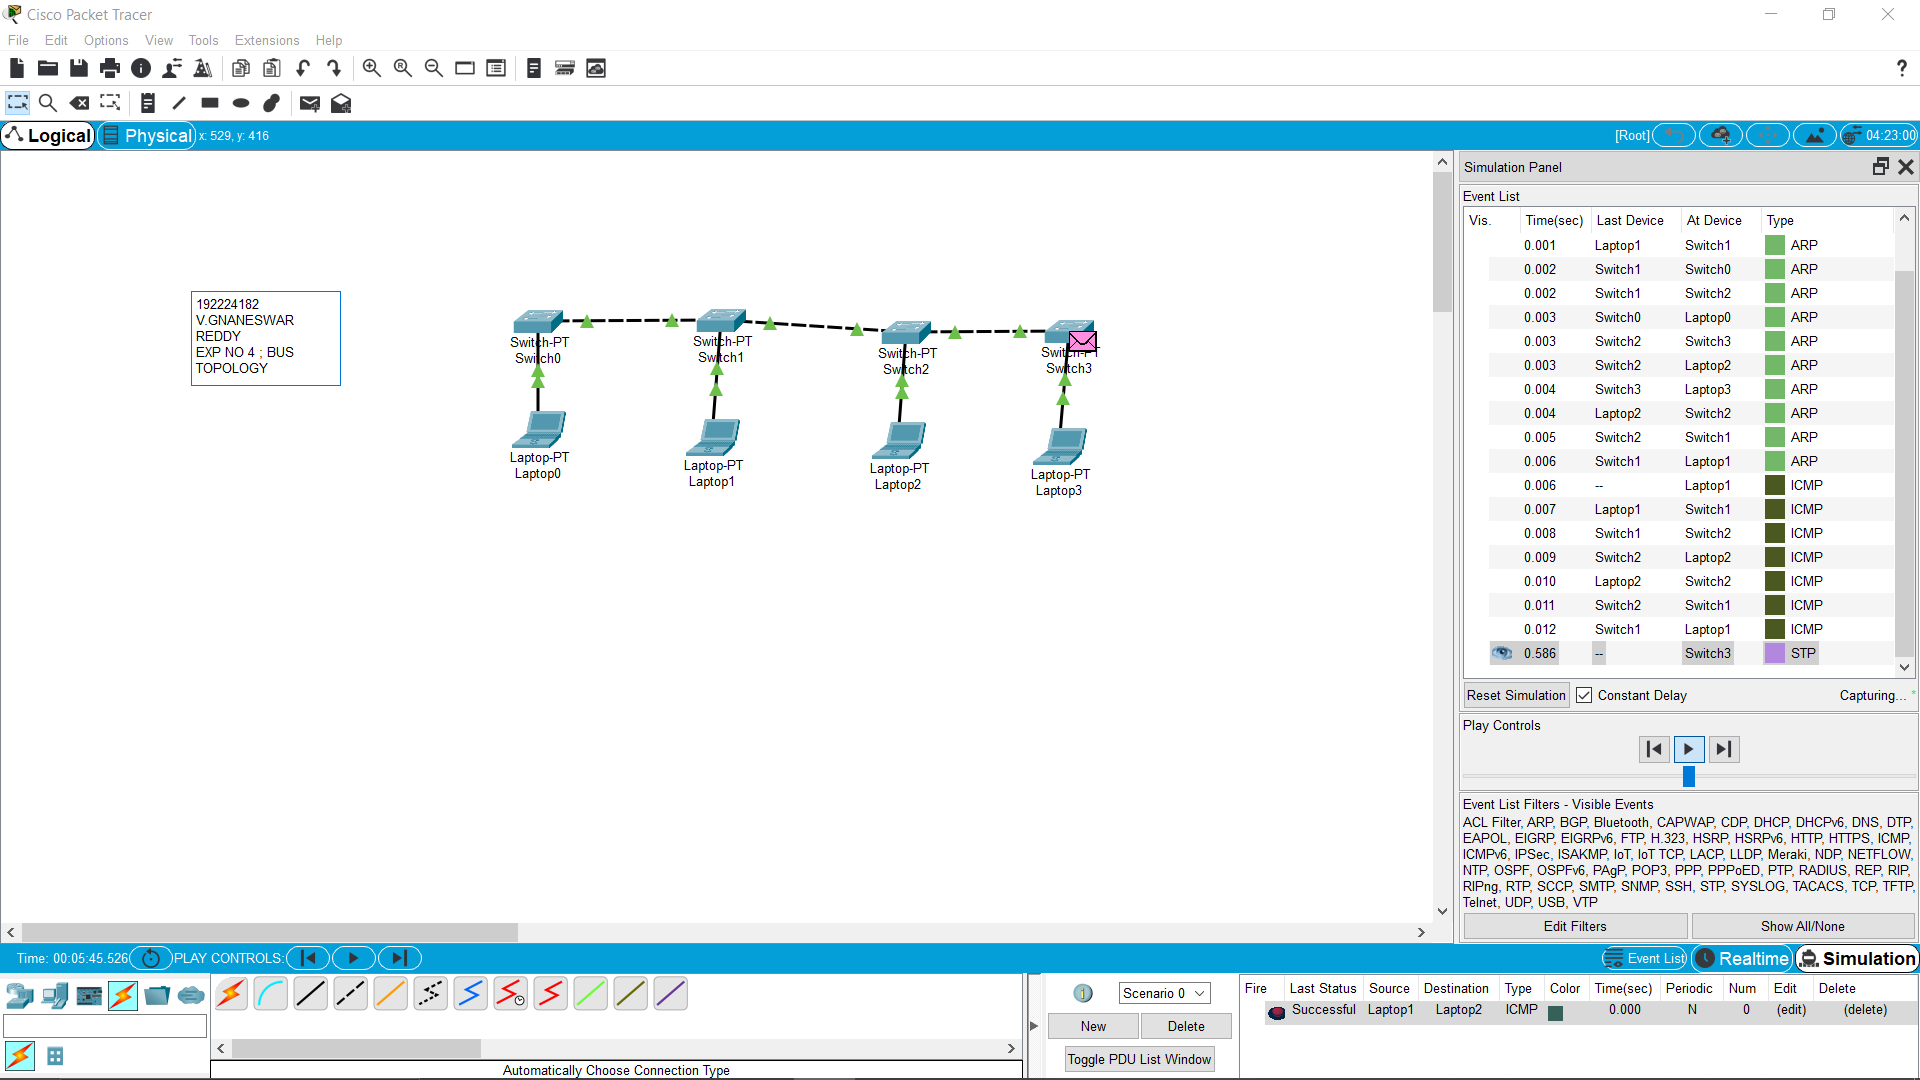 Cisco Packet Tracer
File Edit Options View Tools Extensions Help
?
Logical Physical x: 529, y: 416 [Root] 04:23:00
192224182
V.GNANESWAR
REDDY
EXP NO 4 ; BUS
TOPOLOGY
Switch-PT
Switch0
Switch-PT
Switch1
Switch-PT
Switch2
Switch-PT
Switch3
Laptop-PT
Laptop0
Laptop-PT
Laptop1
Laptop-PT
Laptop2
Laptop-PT
Laptop3
Simulation Panel
Event List
Vis. Time(sec) Last Device At Device Type
0.001 Laptop1 Switch1 ARP
0.002 Switch1 Switch0 ARP
0.002 Switch1 Switch2 ARP
0.003 Switch0 Laptop0 ARP
0.003 Switch2 Switch3 ARP
0.003 Switch2 Laptop2 ARP
0.004 Switch3 Laptop3 ARP
0.004 Laptop2 Switch2 ARP
0.005 Switch2 Switch1 ARP
0.006 Switch1 Laptop1 ARP
0.006 -- Laptop1 ICMP
0.007 Laptop1 Switch1 ICMP
0.008 Switch1 Switch2 ICMP
0.009 Switch2 Laptop2 ICMP
0.010 Laptop2 Switch2 ICMP
0.011 Switch2 Switch1 ICMP
0.012 Switch1 Laptop1 ICMP
0.586 -- Switch3 STP
Reset Simulation Constant Delay Capturing... *
Play Controls
Event List Filters - Visible Events
ACL Filter, ARP, BGP, Bluetooth, CAPWAP, CDP, DHCP, DHCPv6, DNS, DTP,
EAPOL, EIGRP, EIGRPv6, FTP, H.323, HSRP, HSRPv6, HTTP, HTTPS, ICMP,
ICMPv6, IPSec, ISAKMP, IoT, IoT TCP, LACP, LLDP, Meraki, NDP, NETFLOW,
NTP, OSPF, OSPFv6, PAgP, POP3, PPP, PPPoED, PTP, RADIUS, REP, RIP,
RIPng, RTP, SCCP, SMTP, SNMP, SSH, STP, SYSLOG, TACACS, TCP, TFTP,
Telnet, UDP, USB, VTP
Edit Filters Show All/None
Time: 00:05:45.526 PLAY CONTROLS: Event List Realtime Simulation
Automatically Choose Connection Type
Scenario 0
New Delete
Toggle PDU List Window
Fire Last Status Source Destination Type Color Time(sec) Periodic Num Edit Delete
Successful Laptop1 Laptop2 ICMP 0.000 N 0 (edit) (delete)